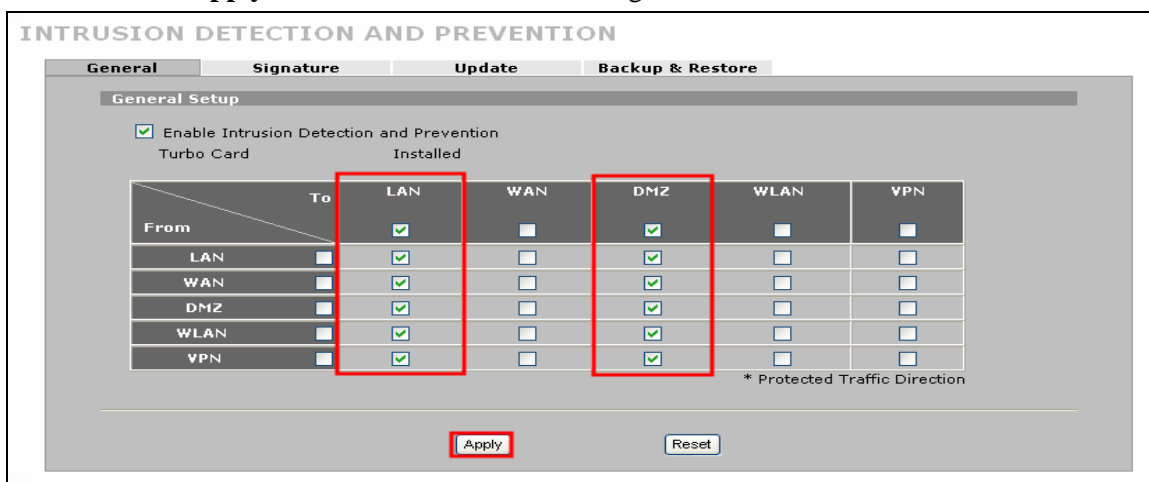 Apply
INTRUSION DETECTION AND PREVENTION
General Signature Update Backup & Restore
General Setup
Enable Intrusion Detection and Prevention
Turbo Card Installed
To LAN WAN DMZ WLAN VPN
From
LAN
WAN
DMZ
WLAN
VPN
* Protected Traffic Direction
Apply Reset